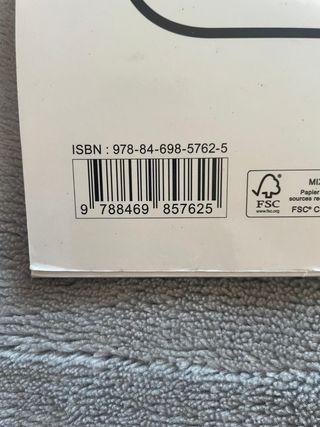 ISBN : 978-84-698-5762-5
9 788469 857625
FSC
www.fsc.org
MIX
Papier
sources re
FSC® C